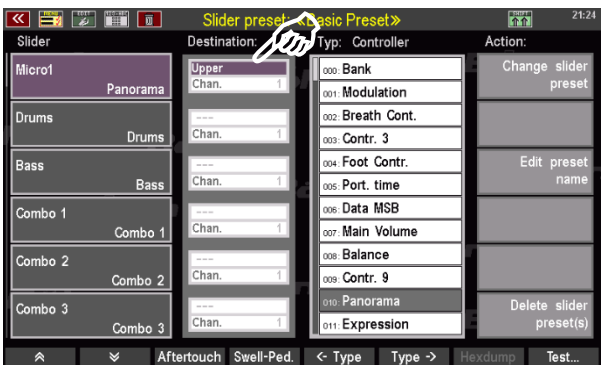 Slider preset: «Basic Preset»
21:24
Slider
Destination:
Typ: Controller
Action:
Micro1
Panorama
Upper
Chan. 1
Drums
Drums
---
Chan. 1
Bass
Bass
---
Chan. 1
Combo 1
Combo 1
---
Chan. 1
Combo 2
Combo 2
---
Chan. 1
Combo 3
Combo 3
---
Chan. 1
000: Bank
001: Modulation
002: Breath Cont.
003: Contr. 3
004: Foot Contr.
005: Port. time
006: Data MSB
007: Main Volume
008: Balance
009: Contr. 9
010: Panorama
011: Expression
Change slider
preset
Edit preset
name
Delete slider
preset(s)
Aftertouch Swell-Ped. <- Type Type -> Hexdump Test...